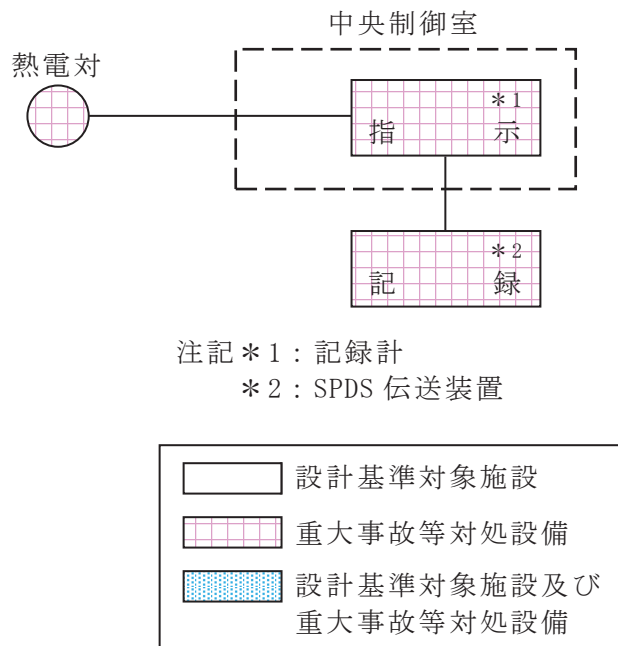 中央制御室
熱電対
*1
指 示
*2
記 録
注記*1：記録計
*2：SPDS 伝送装置
設計基準対象施設
重大事故等対処設備
設計基準対象施設及び
重大事故等対処設備